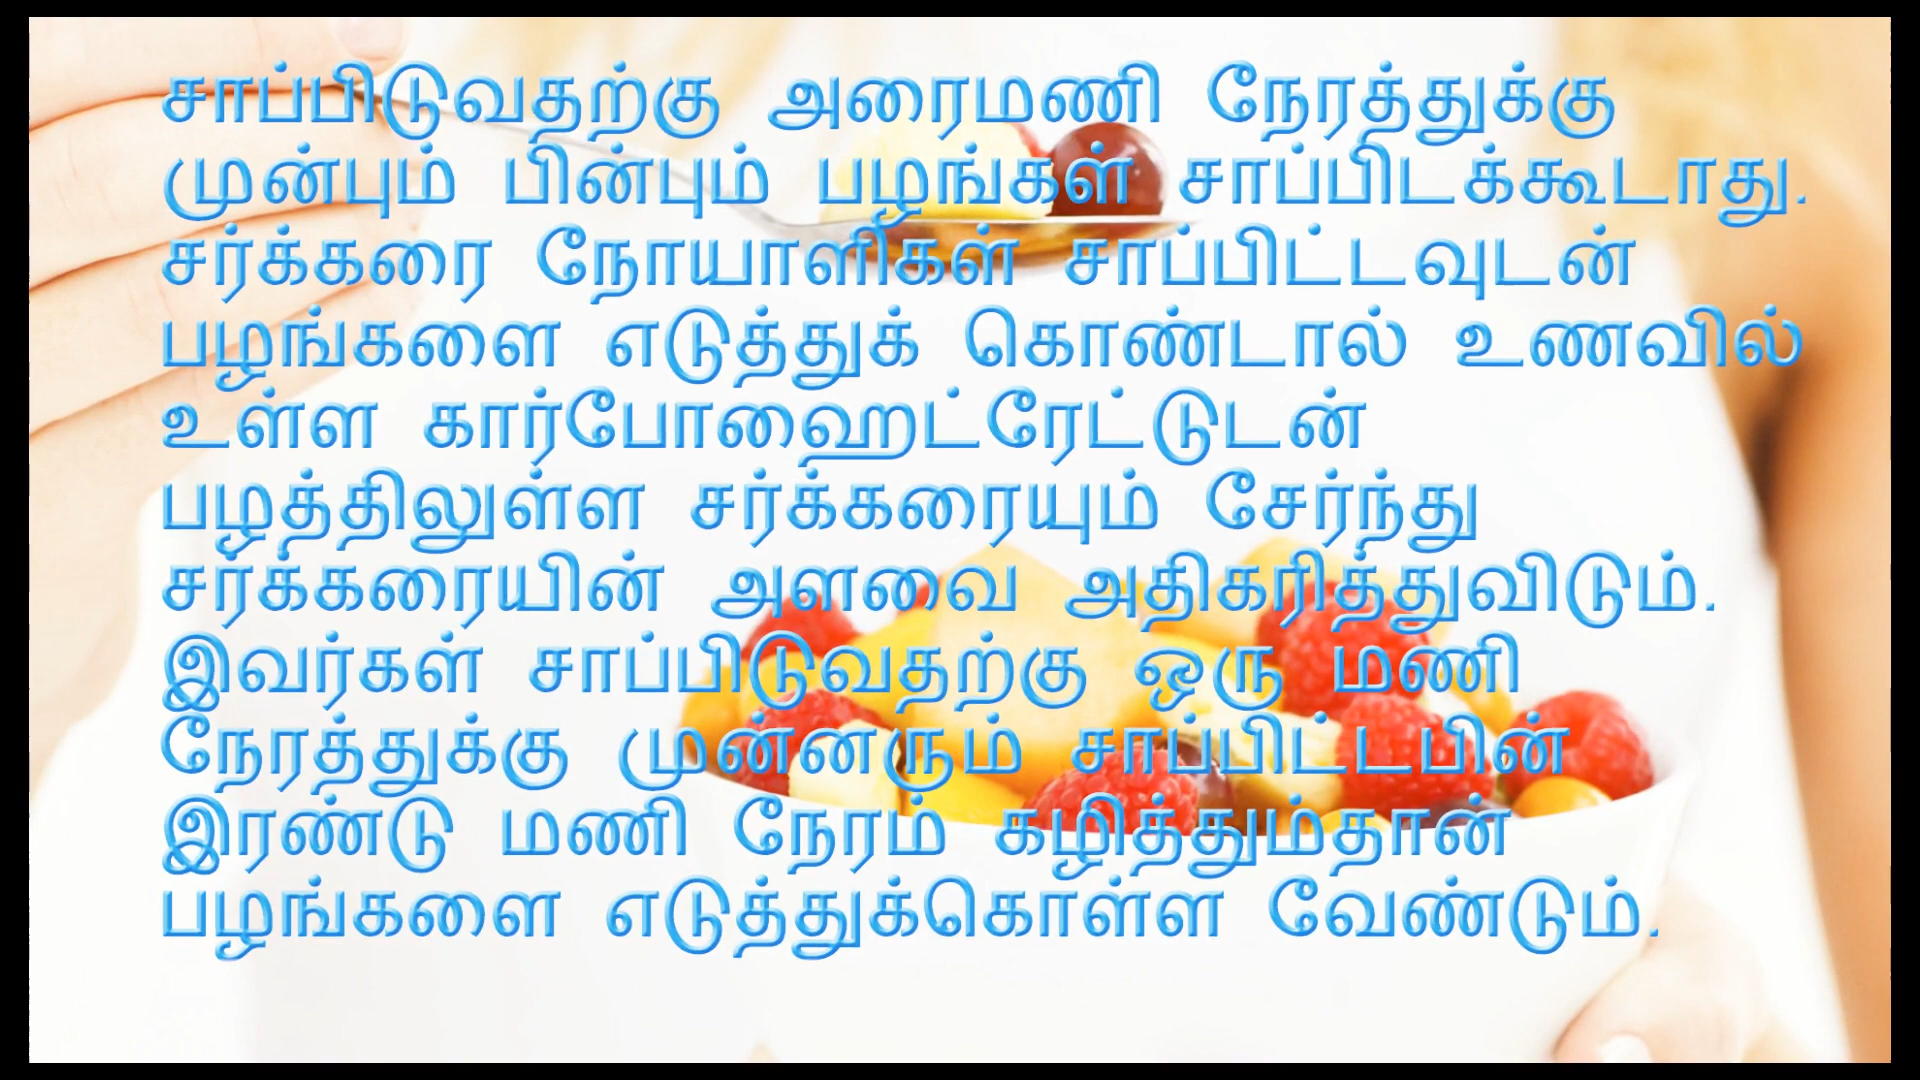 சாப்பிடுவதற்கு அரைமணி நேரத்துக்கு
முன்பும் பின்பும் பழங்கள் சாப்பிடக்கூடாது.
சர்க்கரை நோயாளிகள் சாப்பிட்டவுடன்
பழங்களை எடுத்துக் கொண்டால் உணவில்
உள்ள கார்போஹைட்ரேட்டுடன்
பழத்திலுள்ள சர்க்கரையும் சேர்ந்து
சர்க்கரையின் அளவை அதிகரித்துவிடும்.
இவர்கள் சாப்பிடுவதற்கு ஒரு மணி
நேரத்துக்கு முன்னரும் சாப்பிட்டபின்
இரண்டு மணி நேரம் கழித்தும்தான்
பழங்களை எடுத்துக்கொள்ள வேண்டும்.